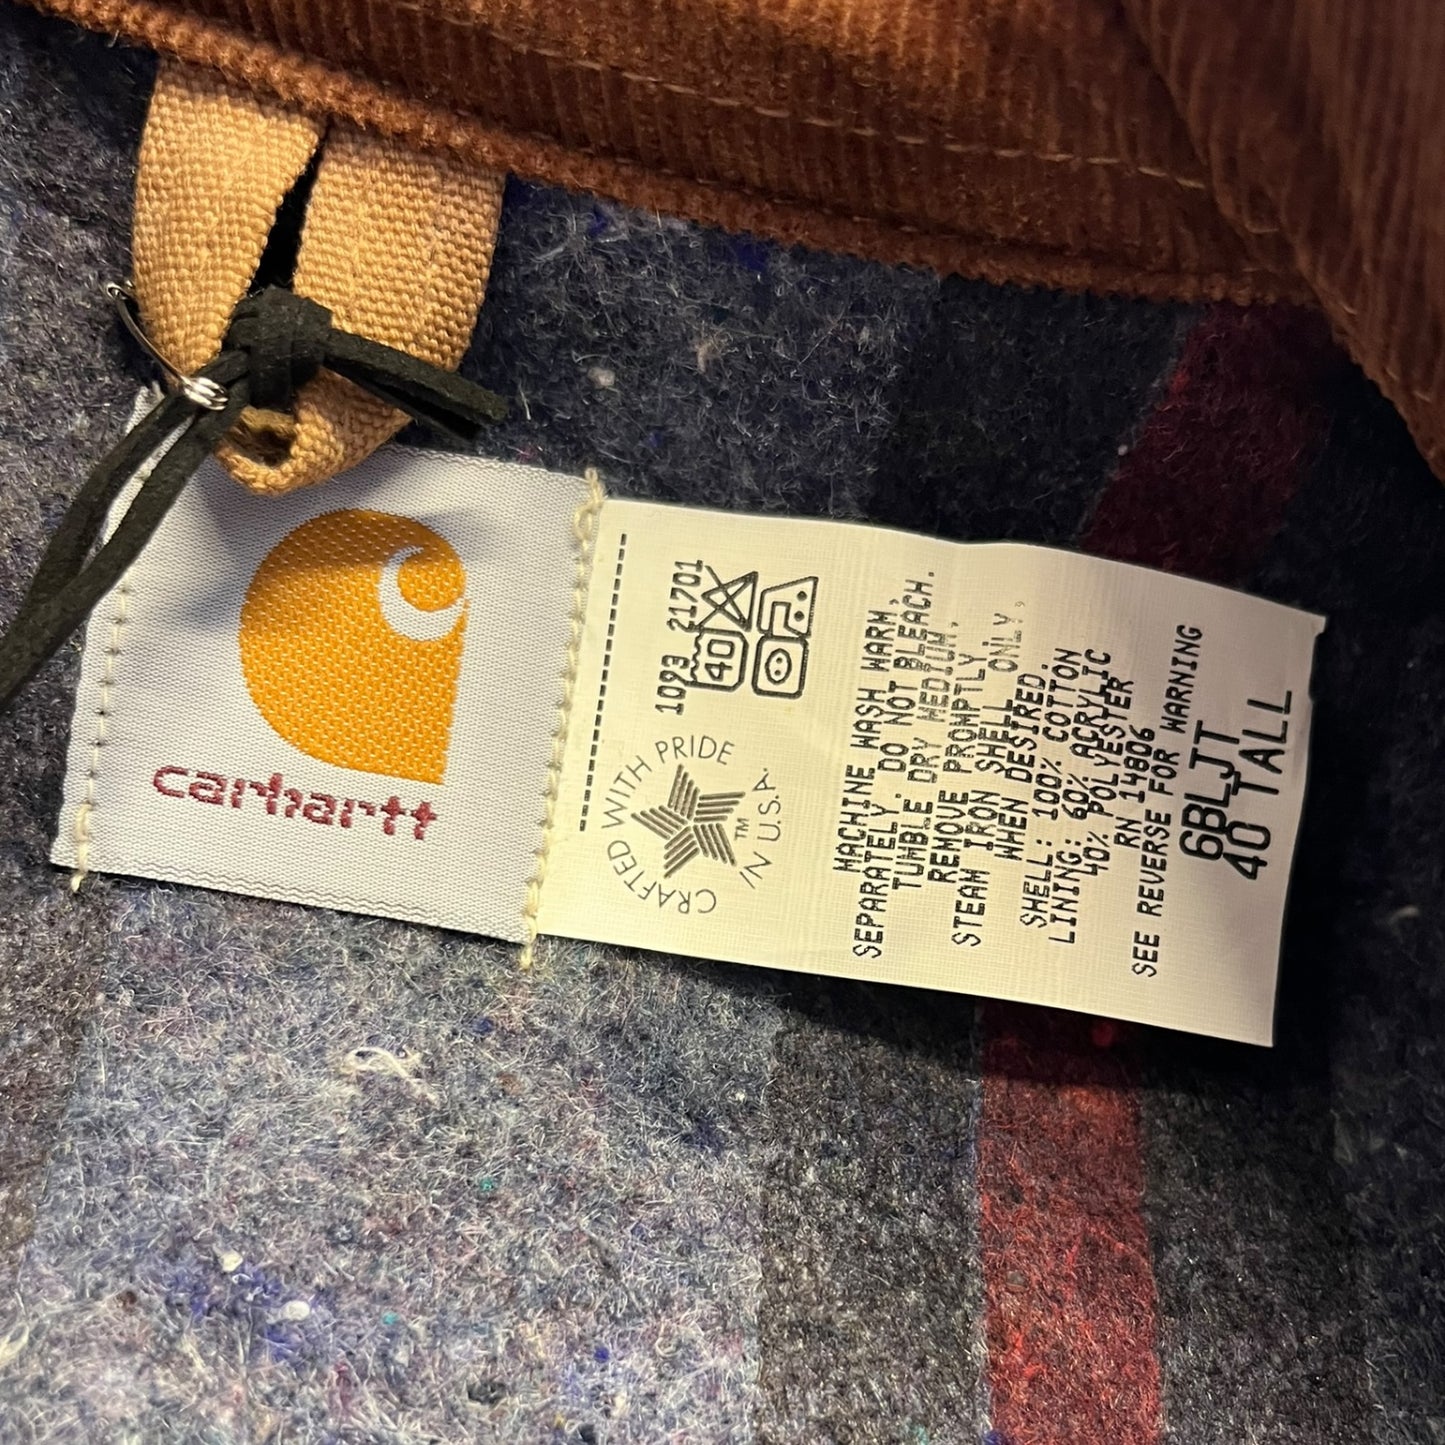 carhartt
1093 21701
40
CRAFTED WITH PRIDE IN U.S.A.
TM
MACHINE WASH WARM,
SEPARATELY. DO NOT BLEACH.
TUMBLE DRY MEDIUM.
REMOVE PROMPTLY
STEAM IRON SHELL ONLY,
WHEN DESIRED.
SHELL: 100% COTTON
LINING: 60% ACRYLIC
40% POLYESTER
RN 14806
SEE REVERSE FOR WARNING
6BLJT
40 TALL